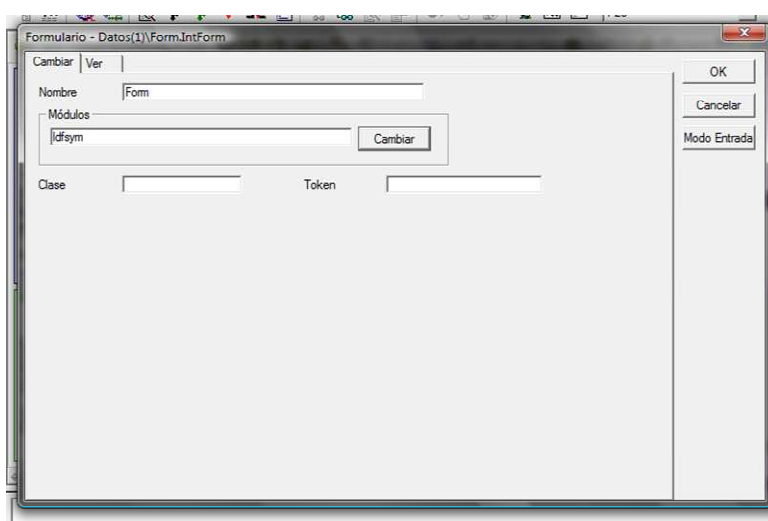 Formulario - Datos(1)\Form.IntForm
Cambiar Ver
OK
Nombre Form
Cancelar
Módulos
ldfsym Cambiar
Modo Entrada
Clase Token